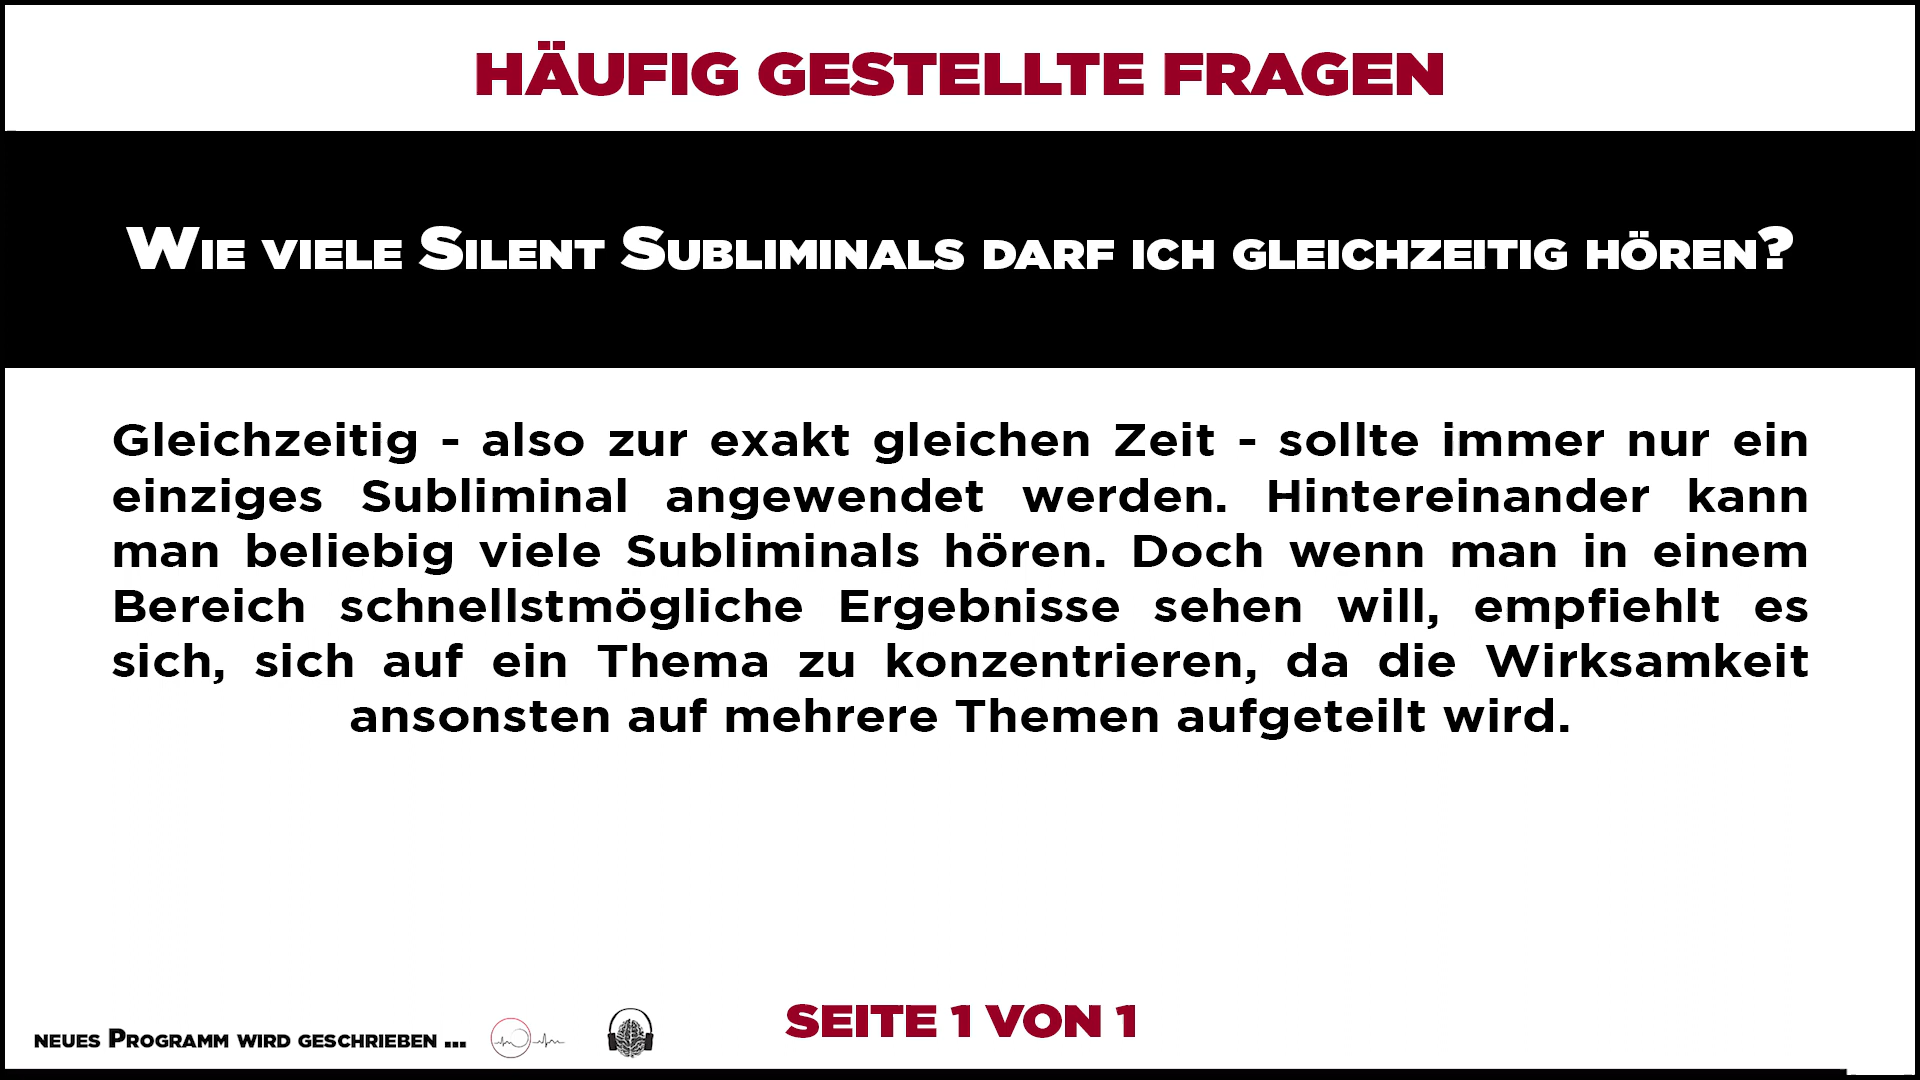 HÄUFIG GESTELLTE FRAGEN
Wie viele Silent Subliminals darf ich gleichzeitig hören?
Gleichzeitig - also zur exakt gleichen Zeit - sollte immer nur ein
einziges Subliminal angewendet werden. Hintereinander kann
man beliebig viele Subliminals hören. Doch wenn man in einem
Bereich schnellstmögliche Ergebnisse sehen will, empfiehlt es
sich, sich auf ein Thema zu konzentrieren, da die Wirksamkeit
ansonsten auf mehrere Themen aufgeteilt wird.
neues Programm wird geschrieben ...
SEITE 1 VON 1